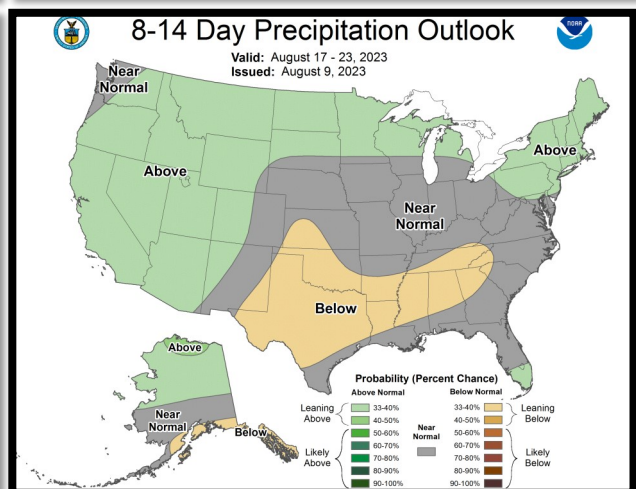 8-14 Day Precipitation Outlook
NOAA
Valid: August 17 - 23, 2023
Issued: August 9, 2023
Near
Normal
Above
Above
Near
Normal
Below
Above
Near
Normal
Below
Probability (Percent Chance)
Above Normal
Below Normal
Leaning
Above
33-40%
40-50%
Likely
Above
50-60%
60-70%
70-80%
80-90%
90-100%
Near
Normal
33-40%
40-50%
Leaning
Below
50-60%
60-70%
70-80%
80-90%
90-100%
Likely
Below